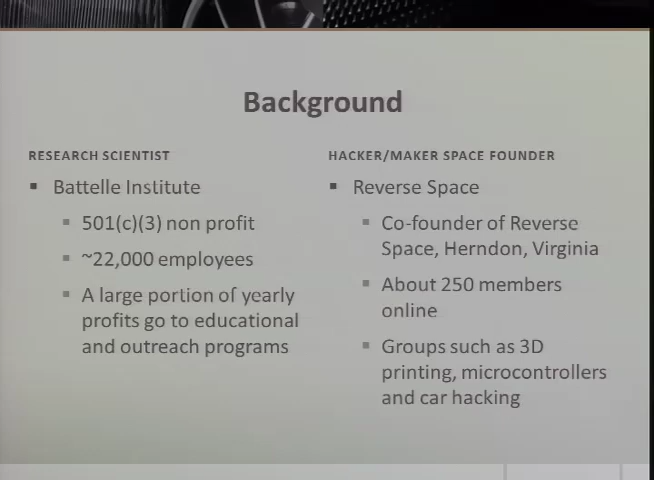 Background
RESEARCH SCIENTIST
▪ Battelle Institute
▪ 501(c)(3) non profit
▪ ~22,000 employees
▪ A large portion of yearly
profits go to educational
and outreach programs
HACKER/MAKER SPACE FOUNDER
▪ Reverse Space
▪ Co-founder of Reverse
Space, Herndon, Virginia
▪ About 250 members
online
▪ Groups such as 3D
printing, microcontrollers
and car hacking